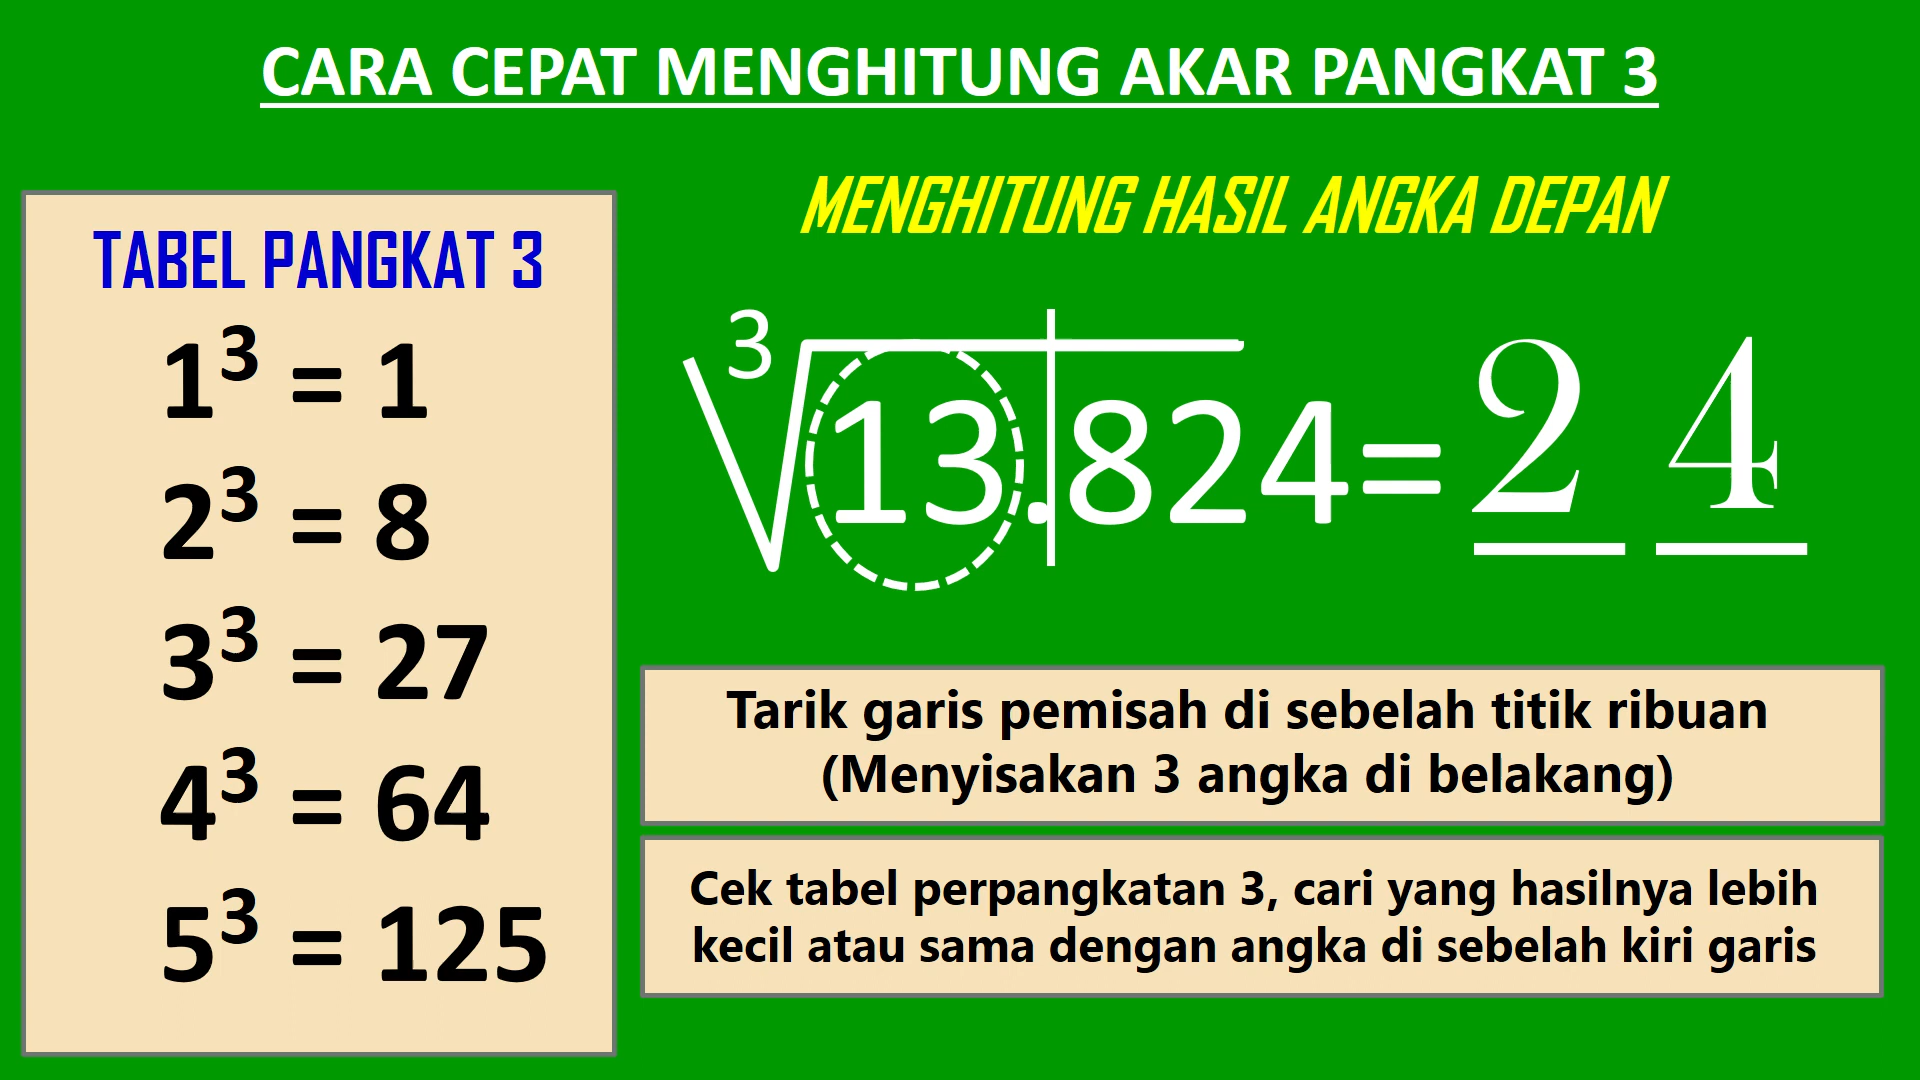 CARA CEPAT MENGHITUNG AKAR PANGKAT 3
TABEL PANGKAT 3
1³ = 1
2³ = 8
3³ = 27
4³ = 64
5³ = 125
MENGHITUNG HASIL ANGKA DEPAN
³√13.824= 2 4
Tarik garis pemisah di sebelah titik ribuan
(Menyisakan 3 angka di belakang)
Cek tabel perpangkatan 3, cari yang hasilnya lebih
kecil atau sama dengan angka di sebelah kiri garis